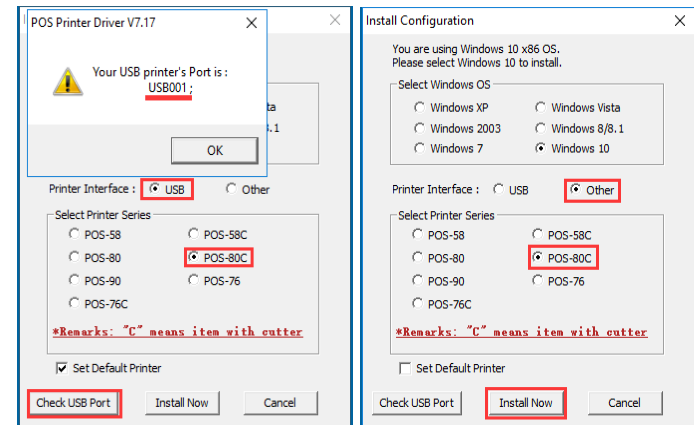 POS Printer Driver V7.17
Your USB printer's Port is :
USB001 ;
OK
ta
.1
Printer Interface : USB Other
Select Printer Series
POS-58 POS-58C
POS-80 POS-80C
POS-90 POS-76
POS-76C
*Remarks: "C" means item with cutter
Set Default Printer
Check USB Port Install Now Cancel
Install Configuration
You are using Windows 10 x86 OS.
Please select Windows 10 to install.
Select Windows OS
Windows XP Windows Vista
Windows 2003 Windows 8/8.1
Windows 7 Windows 10
Printer Interface : USB Other
Select Printer Series
POS-58 POS-58C
POS-80 POS-80C
POS-90 POS-76
POS-76C
*Remarks: "C" means item with cutter
Set Default Printer
Check USB Port Install Now Cancel